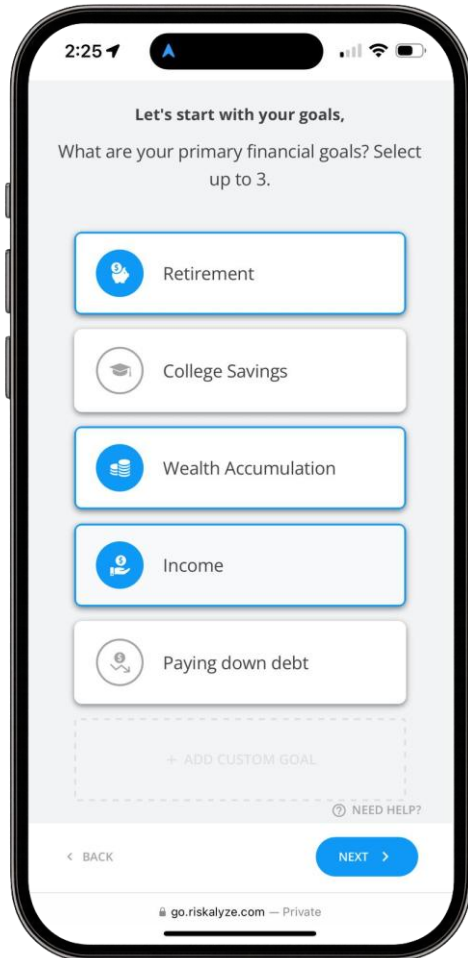 2:25
Let's start with your goals,
What are your primary financial goals? Select
up to 3.
Retirement
College Savings
Wealth Accumulation
Income
Paying down debt
+ ADD CUSTOM GOAL
NEED HELP?
< BACK
NEXT >
go.riskalyze.com — Private